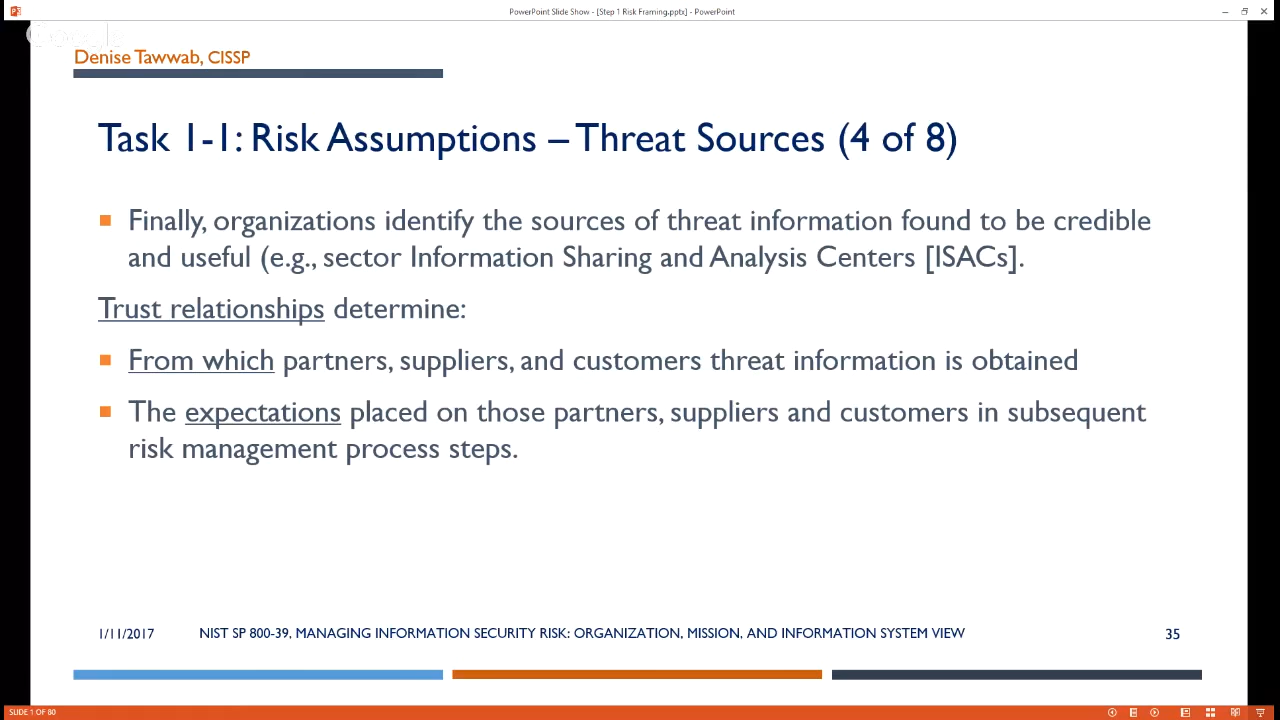 PowerPoint Slide Show - [Step 1 Risk Framing.pptx] - PowerPoint
Google
Denise Tawwab, CISSP
Task 1-1: Risk Assumptions – Threat Sources (4 of 8)
Finally, organizations identify the sources of threat information found to be credible
and useful (e.g., sector Information Sharing and Analysis Centers [ISACs].
Trust relationships determine:
From which partners, suppliers, and customers threat information is obtained
The expectations placed on those partners, suppliers and customers in subsequent
risk management process steps.
1/11/2017 NIST SP 800-39, MANAGING INFORMATION SECURITY RISK: ORGANIZATION, MISSION, AND INFORMATION SYSTEM VIEW 35
SLIDE 1 OF 80